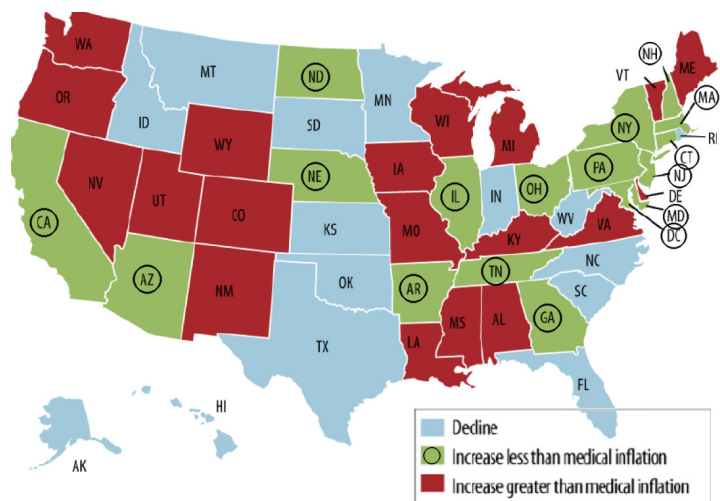 WA
OR
MT
ID
WY
ND
SD
NE
MN
WI
MI
IA
VT
NH
ME
MA
RI
CT
NY
PA
NJ
DE
MD
DC
CA
NV
UT
CO
KS
MO
IL
IN
OH
WV
VA
KY
AZ
NM
OK
AR
TN
NC
SC
TX
LA
MS
AL
GA
FL
AK
HI
Decline
Increase less than medical inflation
Increase greater than medical inflation